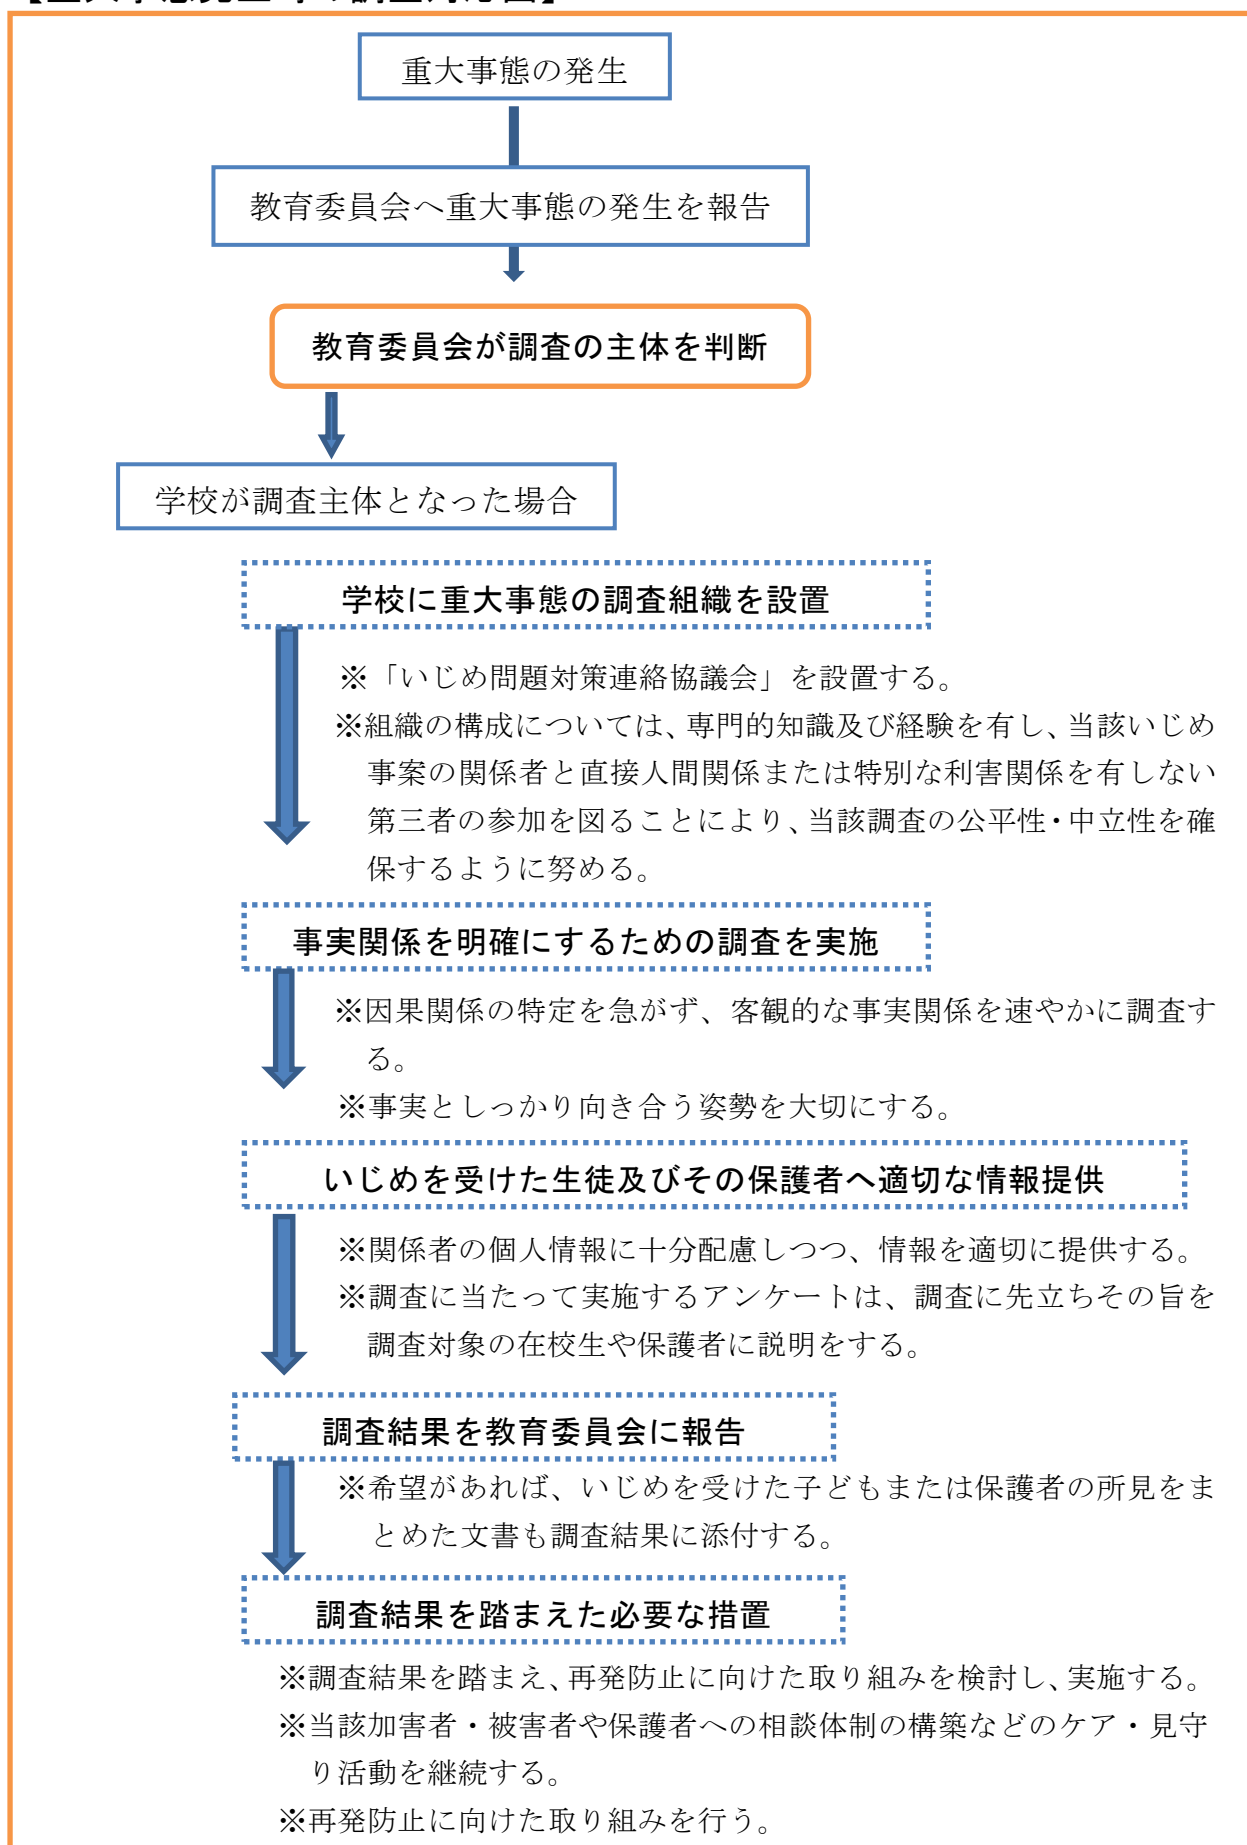 重大事態の発生
教育委員会へ重大事態の発生を報告
教育委員会が調査の主体を判断
学校が調査主体となった場合
学校に重大事態の調査組織を設置
※「いじめ問題対策連絡協議会」を設置する。
※組織の構成については、専門的知識及び経験を有し、当該いじめ
事案の関係者と直接人間関係または特別な利害関係を有しない
第三者の参加を図ることにより、当該調査の公平性・中立性を確
保するように努める。
事実関係を明確にするための調査を実施
※因果関係の特定を急がず、客観的な事実関係を速やかに調査す
る。
※事実としっかり向き合う姿勢を大切にする。
いじめを受けた生徒及びその保護者へ適切な情報提供
※関係者の個人情報に十分配慮しつつ、情報を適切に提供する。
※調査に当たって実施するアンケートは、調査に先立ちその旨を
調査対象の在校生や保護者に説明をする。
調査結果を教育委員会に報告
※希望があれば、いじめを受けた子どもまたは保護者の所見をま
とめた文書も調査結果に添付する。
調査結果を踏まえた必要な措置
※調査結果を踏まえ、再発防止に向けた取り組みを検討し、実施する。
※当該加害者・被害者や保護者への相談体制の構築などのケア・見守
り活動を継続する。
※再発防止に向けた取り組みを行う。